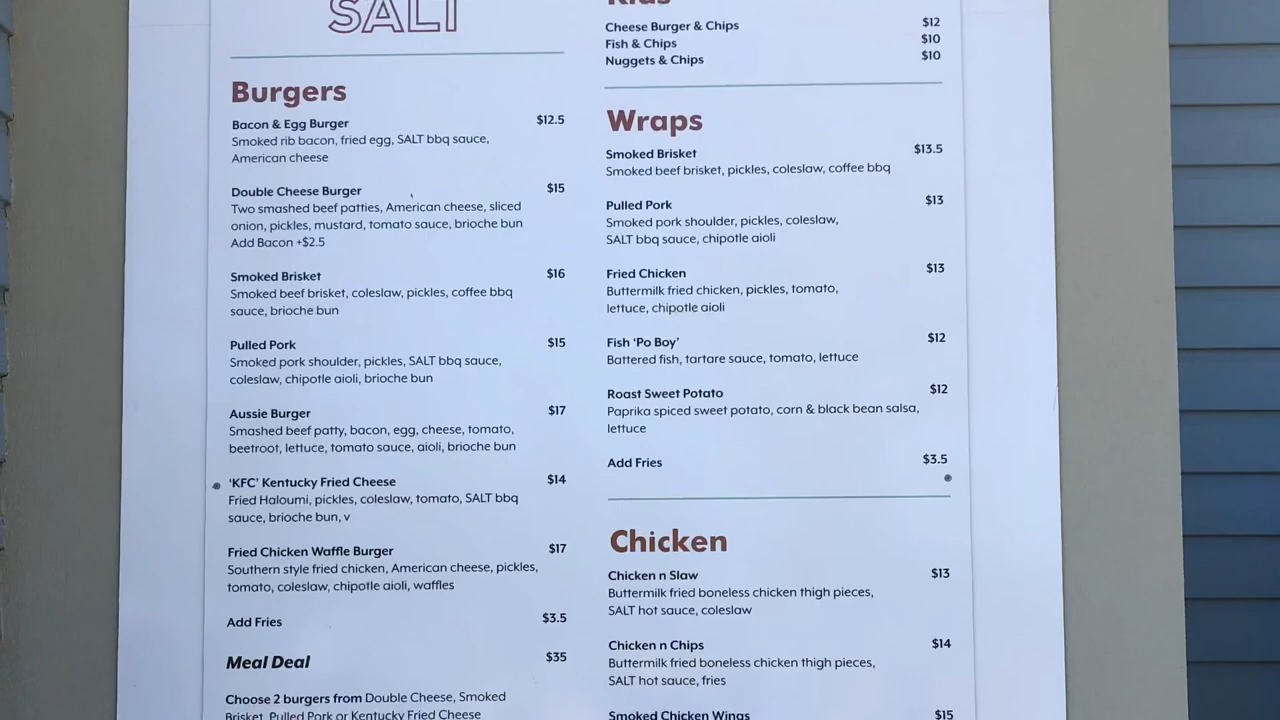 SALT
Burgers
Bacon & Egg Burger $12.5
Smoked rib bacon, fried egg, SALT bbq sauce,
American cheese
Double Cheese Burger $15
Two smashed beef patties, American cheese, sliced
onion, pickles, mustard, tomato sauce, brioche bun
Add Bacon +$2.5
Smoked Brisket $16
Smoked beef brisket, coleslaw, pickles, coffee bbq
sauce, brioche bun
Pulled Pork $15
Smoked pork shoulder, pickles, SALT bbq sauce,
coleslaw, chipotle aioli, brioche bun
Aussie Burger $17
Smashed beef patty, bacon, egg, cheese, tomato,
beetroot, lettuce, tomato sauce, aioli, brioche bun
'KFC' Kentucky Fried Cheese $14
Fried Haloumi, pickles, coleslaw, tomato, SALT bbq
sauce, brioche bun, v
Fried Chicken Waffle Burger $17
Southern style fried chicken, American cheese, pickles,
tomato, coleslaw, chipotle aioli, waffles
Add Fries $3.5
Meal Deal $35
Choose 2 burgers from Double Cheese, Smoked
Brisket, Pulled Pork or Kentucky Fried Cheese
Kids
Cheese Burger & Chips $12
Fish & Chips $10
Nuggets & Chips $10
Wraps
Smoked Brisket $13.5
Smoked beef brisket, pickles, coleslaw, coffee bbq
Pulled Pork $13
Smoked pork shoulder, pickles, coleslaw,
SALT bbq sauce, chipotle aioli
Fried Chicken $13
Buttermilk fried chicken, pickles, tomato,
lettuce, chipotle aioli
Fish 'Po Boy' $12
Battered fish, tartare sauce, tomato, lettuce
Roast Sweet Potato $12
Paprika spiced sweet potato, corn & black bean salsa,
lettuce
Add Fries $3.5
Chicken
Chicken n Slaw $13
Buttermilk fried boneless chicken thigh pieces,
SALT hot sauce, coleslaw
Chicken n Chips $14
Buttermilk fried boneless chicken thigh pieces,
SALT hot sauce, fries
Smoked Chicken Wings $15